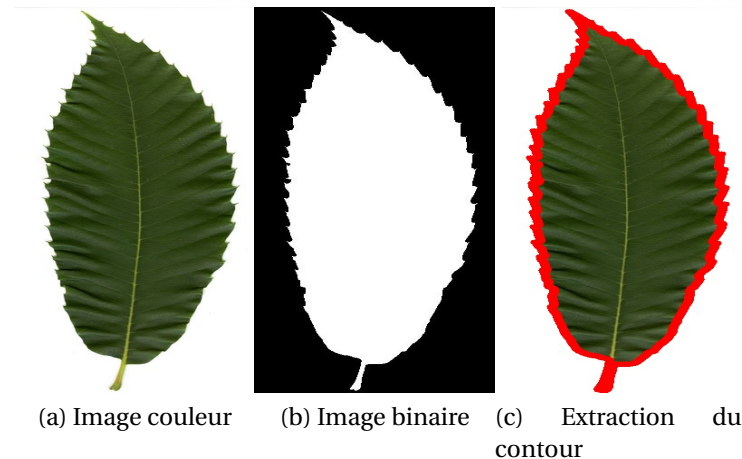 (a) Image couleur
(b) Image binaire
(c) Extraction du
contour